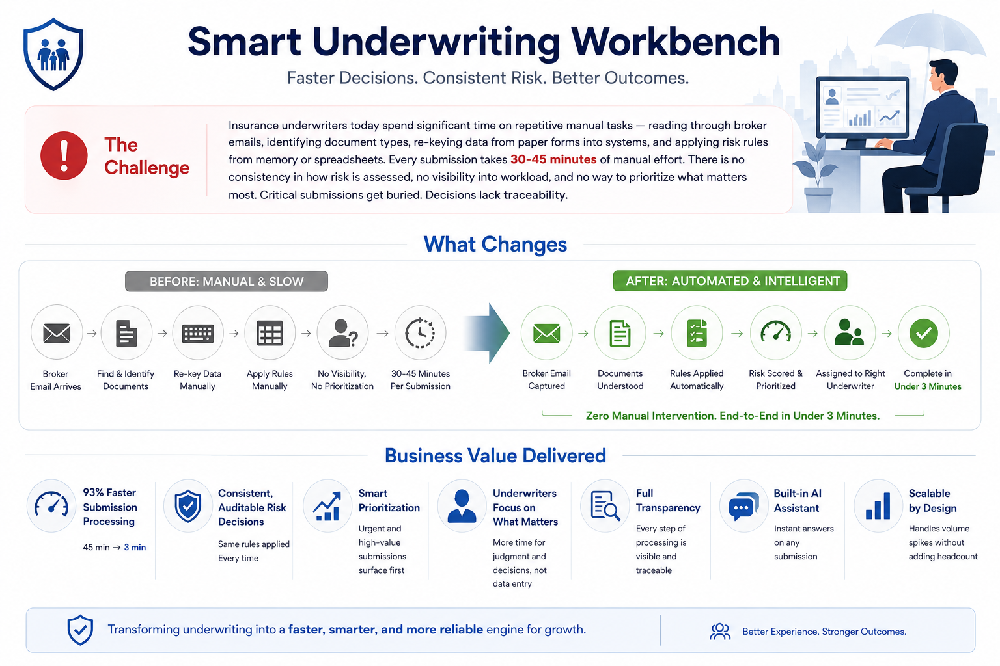 Smart Underwriting Workbench
Faster Decisions. Consistent Risk. Better Outcomes.
The
Challenge
Insurance underwriters today spend significant time on repetitive manual tasks — reading through broker
emails, identifying document types, re-keying data from paper forms into systems, and applying risk rules
from memory or spreadsheets. Every submission takes 30-45 minutes of manual effort. There is no
consistency in how risk is assessed, no visibility into workload, and no way to prioritize what matters
most. Critical submissions get buried. Decisions lack traceability.
What Changes
BEFORE: MANUAL & SLOW
Broker
Email Arrives
Find & Identify
Documents
Re-key Data
Manually
Apply Rules
Manually
No Visibility,
No Prioritization
30-45 Minutes
Per Submission
AFTER: AUTOMATED & INTELLIGENT
Broker Email
Captured
Documents
Understood
Rules Applied
Automatically
Risk Scored &
Prioritized
Assigned to Right
Underwriter
Complete in
Under 3 Minutes
Zero Manual Intervention. End-to-End in Under 3 Minutes.
Business Value Delivered
93% Faster
Submission
Processing
45 min → 3 min
Consistent,
Auditable Risk
Decisions
Same rules applied
Every time
Smart
Prioritization
Urgent and
high-value
submissions
surface first
Underwriters
Focus on
What Matters
More time for
judgment and
decisions, not
data entry
Full
Transparency
Every step of
processing is
visible and
traceable
Built-in AI
Assistant
Instant answers
on any
submission
Scalable
by Design
Handles volume
spikes without
adding headcount
Transforming underwriting into a faster, smarter, and more reliable engine for growth.
Better Experience. Stronger Outcomes.